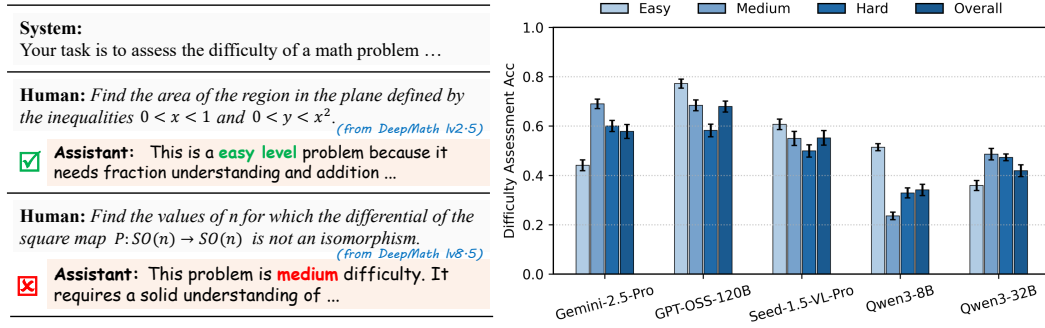 System:
Your task is to assess the difficulty of a math problem …
Human: Find the area of the region in the plane defined by
the inequalities 0 < x < 1 and 0 < y < x².
(from DeepMath lv2.5)
Assistant: This is a easy level problem because it
needs fraction understanding and addition ...
Human: Find the values of n for which the differential of the
square map P: SO(n) → SO(n) is not an isomorphism.
(from DeepMath lv8.5)
Assistant: This problem is medium difficulty. It
requires a solid understanding of ...
Easy Medium Hard Overall
Difficulty Assessment Acc
1.0
0.8
0.6
0.4
0.2
0.0
Gemini-2.5-Pro
GPT-OSS-120B
Seed-1.5-VL-Pro
Qwen3-8B
Qwen3-32B